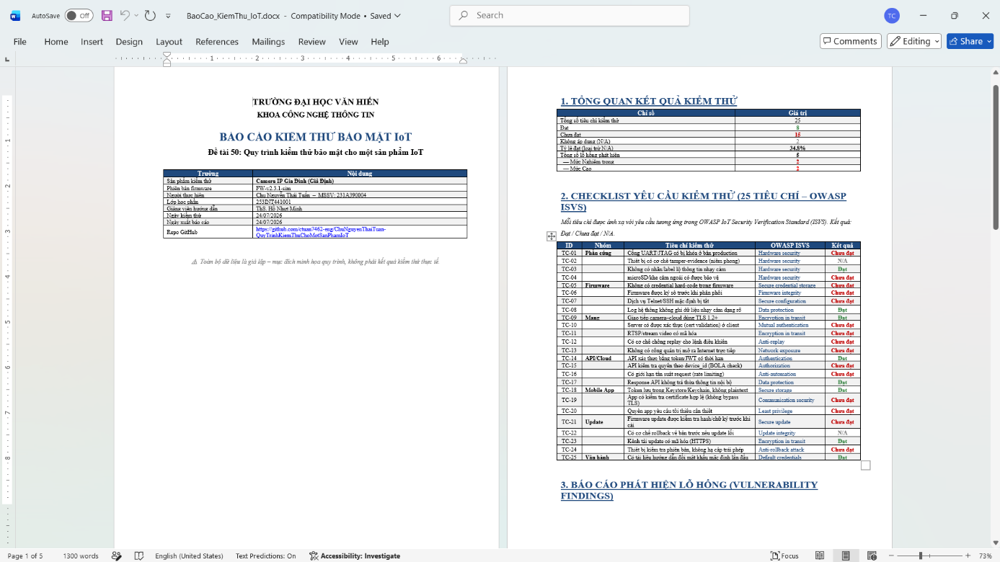 AutoSave Off BaoCao_KiemThu_IoT.docx - Compatibility Mode • Saved Search TC
File Home Insert Design Layout References Mailings Review View Help Comments Editing Share
TRƯỜNG ĐẠI HỌC VĂN HIẾN
KHOA CÔNG NGHỆ THÔNG TIN
BÁO CÁO KIỂM THỬ BẢO MẬT IoT
Đề tài 50: Quy trình kiểm thử bảo mật cho một sản phẩm IoT
Trường Nội dung
Sản phẩm kiểm thử Camera IP Gia Đình (Giả Định)
Phiên bản firmware FW-v2.3.1-sim
Người thực hiện Chu Nguyễn Thái Tuấn – MSSV: 231A390004
Lớp học phần 253INT441001
Giảng viên hướng dẫn ThS. Hồ Nhựt Minh
Ngày kiểm thử 24/07/2026
Ngày xuất báo cáo 24/07/2026
Repo GitHub https://github.com/ctuan7462-eng/ChuNguyenThaiTuan-
QuyTrinhKiemThuChoMotSanPhamIoT
⚠ Toàn bộ dữ liệu là giả lập – mục đích minh họa quy trình, không phải kết quả kiểm thử thực tế.
1. TỔNG QUAN KẾT QUẢ KIỂM THỬ
Chỉ số Giá trị
Tổng số tiêu chí kiểm thử 25
Đạt 8
Chưa đạt 15
Không áp dụng (N/A) 2
Tỷ lệ đạt (loại trừ N/A) 34.8%
Tổng số lỗ hổng phát hiện 5
— Mức Nghiêm trọng 2
— Mức Cao 2
2. CHECKLIST YÊU CẦU KIỂM THỬ (25 TIÊU CHÍ – OWASP
ISVS)
Mỗi tiêu chí được ánh xạ với yêu cầu tương ứng trong OWASP IoT Security Verification Standard (ISVS). Kết quả:
Đạt / Chưa đạt / N/A.
ID Nhóm Tiêu chí kiểm thử OWASP ISVS Kết quả
TC-01 Phần cứng Cổng UART/JTAG có bị khóa ở bản production Hardware security Chưa đạt
TC-02 Thiết bị có cơ chế tamper-evidence (niêm phong) Hardware security N/A
TC-03 Không có nhãn/label lộ thông tin nhạy cảm Hardware security Đạt
TC-04 microSD/khe cắm ngoài có được bảo vệ Hardware security Chưa đạt
TC-05 Firmware Không có credential hard-code trong firmware Secure credential storage Chưa đạt
TC-06 Firmware được ký số trước khi phân phối Firmware integrity Chưa đạt
TC-07 Dịch vụ Telnet/SSH mặc định bị tắt Secure configuration Chưa đạt
TC-08 Log hệ thống không ghi dữ liệu nhạy cảm dạng rõ Data protection Đạt
TC-09 Mạng Giao tiếp camera–cloud dùng TLS 1.2+ Encryption in transit Đạt
TC-10 Server có được xác thực (cert validation) ở client Mutual authentication Chưa đạt
TC-11 RTSP/stream video có mã hóa Encryption in transit Chưa đạt
TC-12 Có cơ chế chống replay cho lệnh điều khiển Anti-replay Chưa đạt
TC-13 Không có cổng quản trị mở ra Internet trực tiếp Network exposure Chưa đạt
TC-14 API/Cloud API xác thực bằng token/JWT có thời hạn Authentication Đạt
TC-15 API kiểm tra quyền theo device_id (BOLA check) Authorization Chưa đạt
TC-16 Có giới hạn tần suất request (rate limiting) Anti-automation Chưa đạt
TC-17 Response API không trả thừa thông tin nội bộ Data protection Đạt
TC-18 Mobile App Token lưu trong Keystore/Keychain, không plaintext Secure storage Đạt
TC-19 App có kiểm tra certificate hợp lệ (không bypass
TLS) Communication security Chưa đạt
TC-20 Quyền app yêu cầu tối thiểu cần thiết Least privilege Chưa đạt
TC-21 Update Firmware update được kiểm tra hash/chữ ký trước khi
cài Secure update Chưa đạt
TC-22 Có cơ chế rollback về bản trước nếu update lỗi Update integrity N/A
TC-23 Kênh tải update có mã hóa (HTTPS) Encryption in transit Đạt
TC-24 Thiết bị kiểm tra phiên bản, không hạ cấp trái phép Anti-rollback attack Chưa đạt
TC-25 Vận hành Có tài liệu hướng dẫn đổi mật khẩu mặc định lần đầu Default credentials Đạt
3. BÁO CÁO PHÁT HIỆN LỖ HỔNG (VULNERABILITY
FINDINGS)
Page 1 of 5 1300 words English (United States) Text Predictions: On Accessibility: Investigate Focus 73%